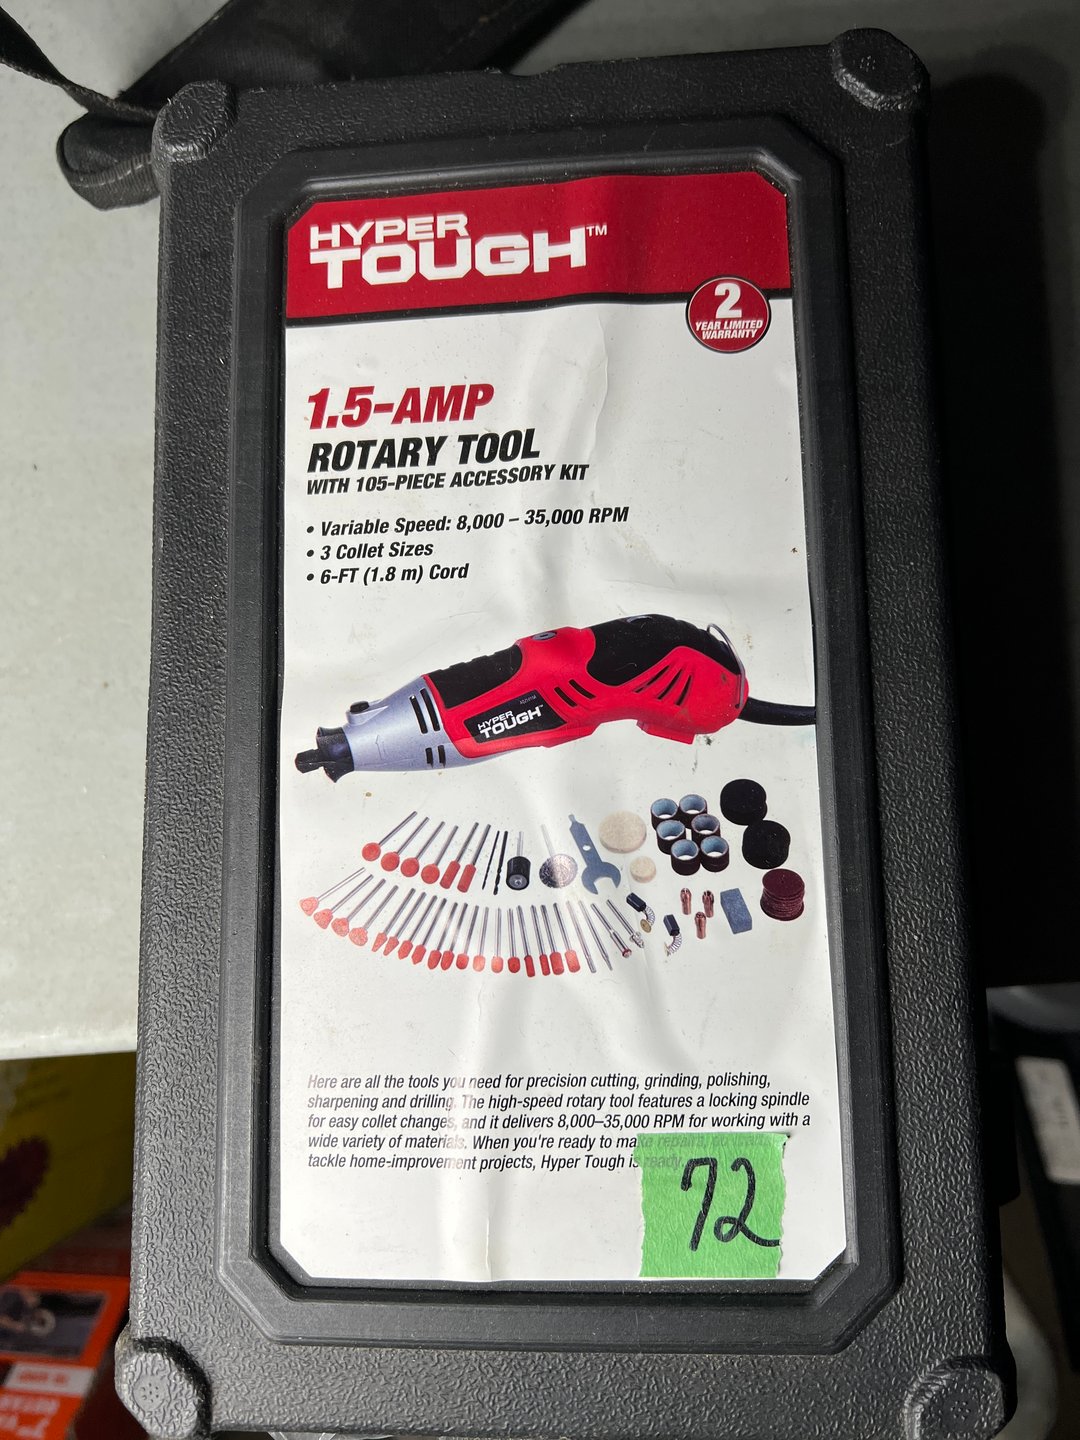 HYPER
TOUGH™
2
YEAR LIMITED
WARRANTY
1.5-AMP
ROTARY TOOL
WITH 105-PIECE ACCESSORY KIT
• Variable Speed: 8,000 – 35,000 RPM
• 3 Collet Sizes
• 6-FT (1.8 m) Cord
HYPER
TOUGH™
Here are all the tools you need for precision cutting, grinding, polishing,
sharpening and drilling. The high-speed rotary tool features a locking spindle
for easy collet changes, and it delivers 8,000–35,000 RPM for working with a
wide variety of materials. When you're ready to make repairs,
tackle home-improvement projects, Hyper Tough is ready.
72